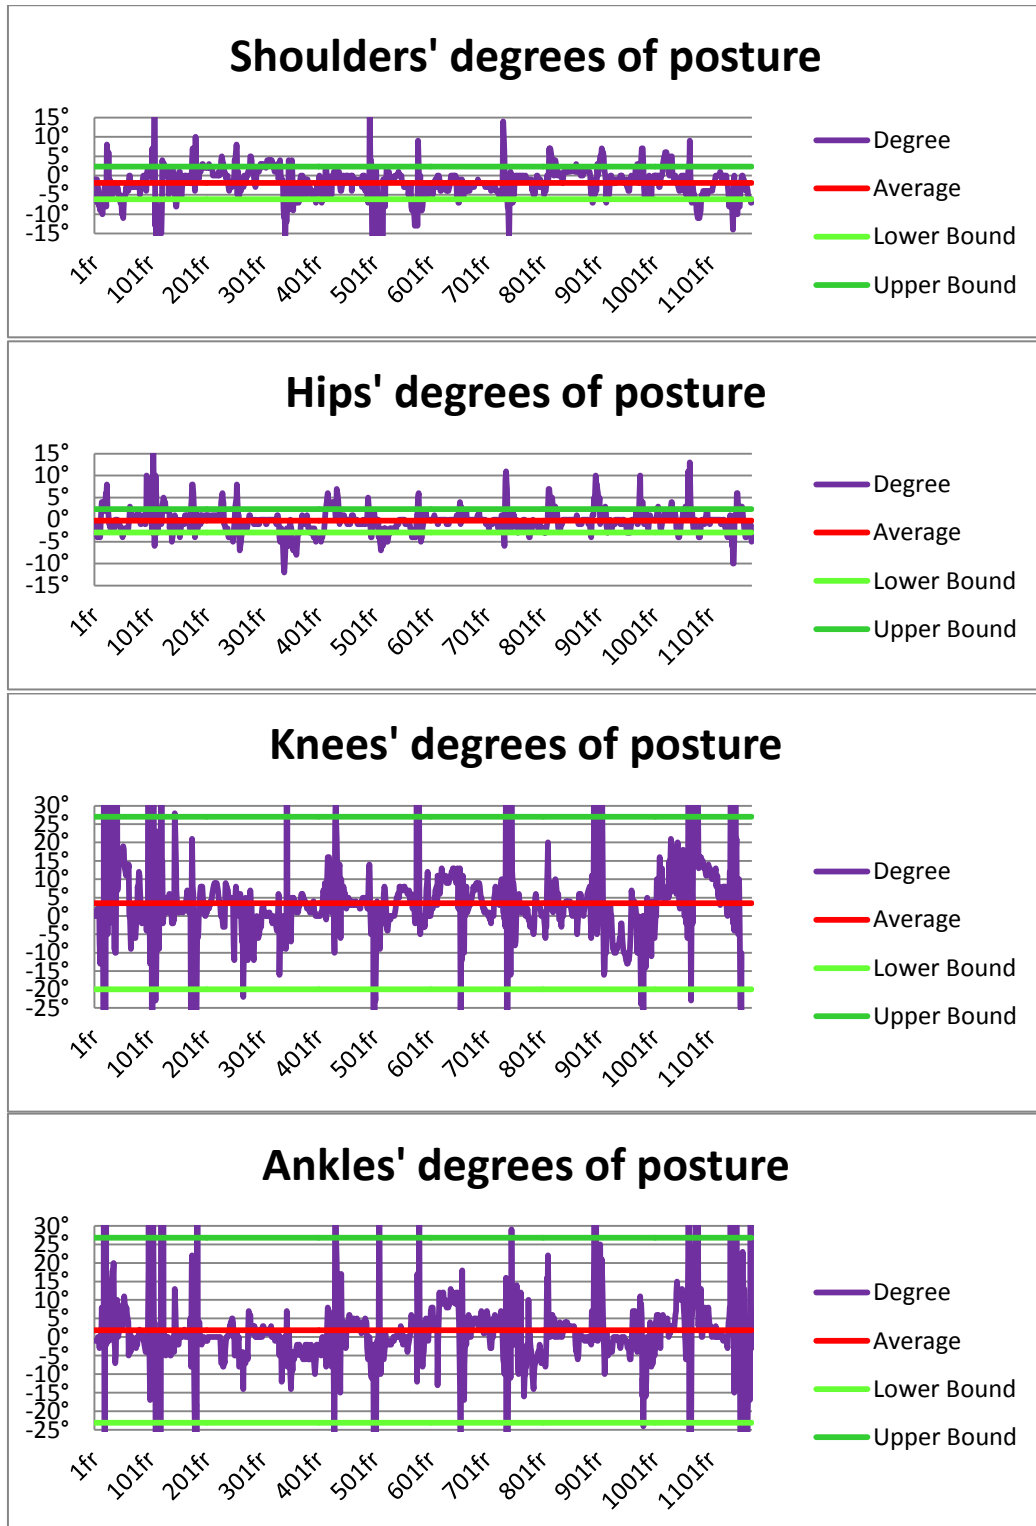 Shoulders' degrees of posture
15°
10°
5°
0°
-5°
-10°
-15°
1fr
101fr
201fr
301fr
401fr
501fr
601fr
701fr
801fr
901fr
1001fr
1101fr
Degree
Average
Lower Bound
Upper Bound
Hips' degrees of posture
15°
10°
5°
0°
-5°
-10°
-15°
1fr
101fr
201fr
301fr
401fr
501fr
601fr
701fr
801fr
901fr
1001fr
1101fr
Degree
Average
Lower Bound
Upper Bound
Knees' degrees of posture
30°
25°
20°
15°
10°
5°
0°
-5°
-10°
-15°
-20°
-25°
1fr
101fr
201fr
301fr
401fr
501fr
601fr
701fr
801fr
901fr
1001fr
1101fr
Degree
Average
Lower Bound
Upper Bound
Ankles' degrees of posture
30°
25°
20°
15°
10°
5°
0°
-5°
-10°
-15°
-20°
-25°
1fr
101fr
201fr
301fr
401fr
501fr
601fr
701fr
801fr
901fr
1001fr
1101fr
Degree
Average
Lower Bound
Upper Bound